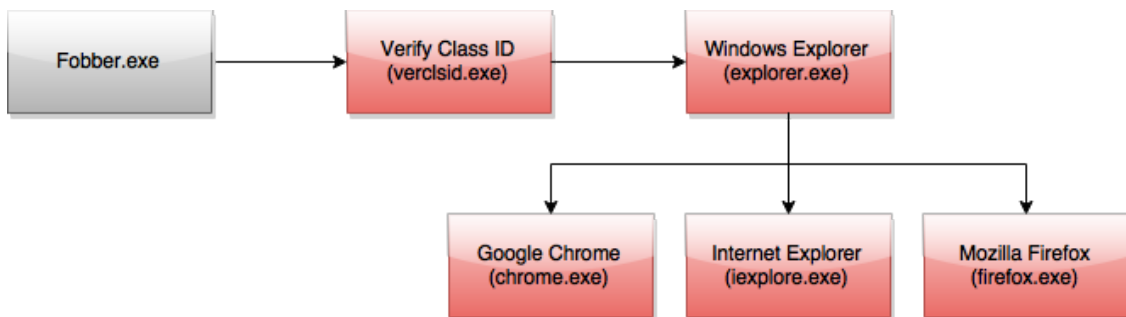 Fobber.exe
Verify Class ID
(verclsid.exe)
Windows Explorer
(explorer.exe)
Google Chrome
(chrome.exe)
Internet Explorer
(iexplore.exe)
Mozilla Firefox
(firefox.exe)